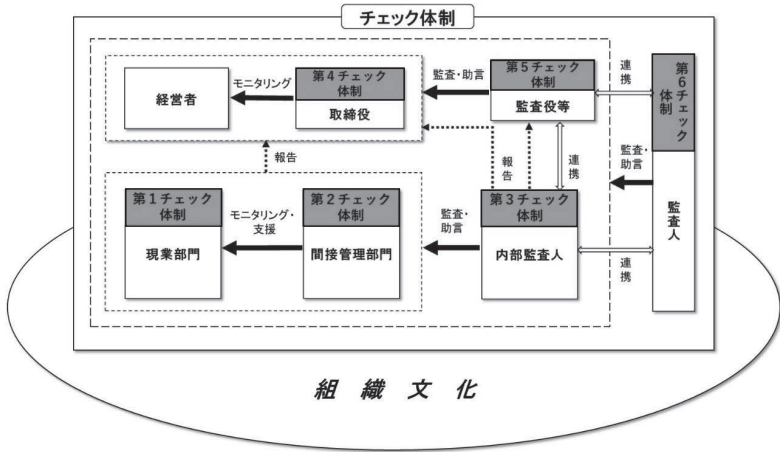 チェック体制
経営者
モニタリング
第4チェック
体制
取締役
監査・助言
第5チェック
体制
監査役等
連携
第6チェック
体制
監査人
報告
報告
連携
監査・
助言
第1チェック
体制
現業部門
モニタリング・
支援
第2チェック
体制
間接管理部門
監査・
助言
第3チェック
体制
内部監査人
連携
組織文化